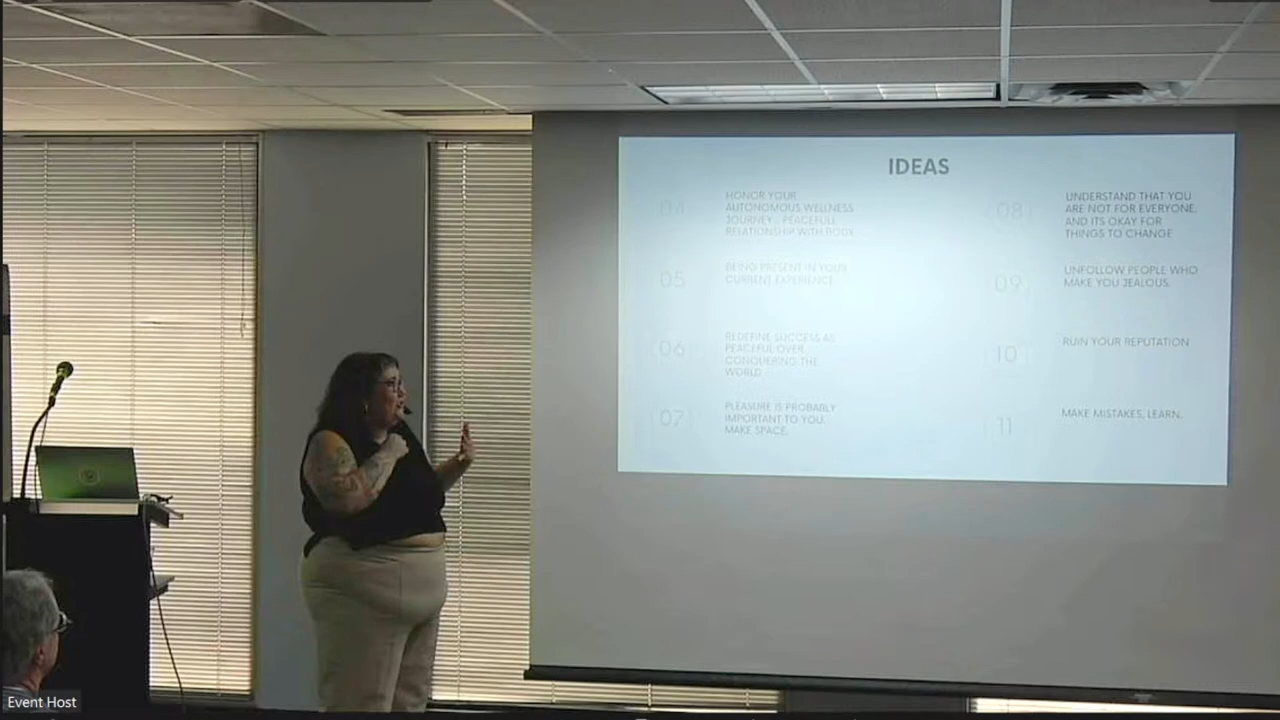 IDEAS
04
HONOR YOUR
AUTONOMOUS WELLNESS
JOURNEY - PEACEFULL
RELATIONSHIP WITH BODY
05
BEING PRESENT IN YOUR
CURRENT EXPERIENCE
06
REDEFINE SUCCESS AS
PEACEFUL OVER
CONQUERING THE
WORLD
07
PLEASURE IS PROBABLY
IMPORTANT TO YOU.
MAKE SPACE.
08
UNDERSTAND THAT YOU
ARE NOT FOR EVERYONE,
AND ITS OKAY FOR
THINGS TO CHANGE
09
UNFOLLOW PEOPLE WHO
MAKE YOU JEALOUS.
10
RUIN YOUR REPUTATION
11
MAKE MISTAKES, LEARN.
Event Host